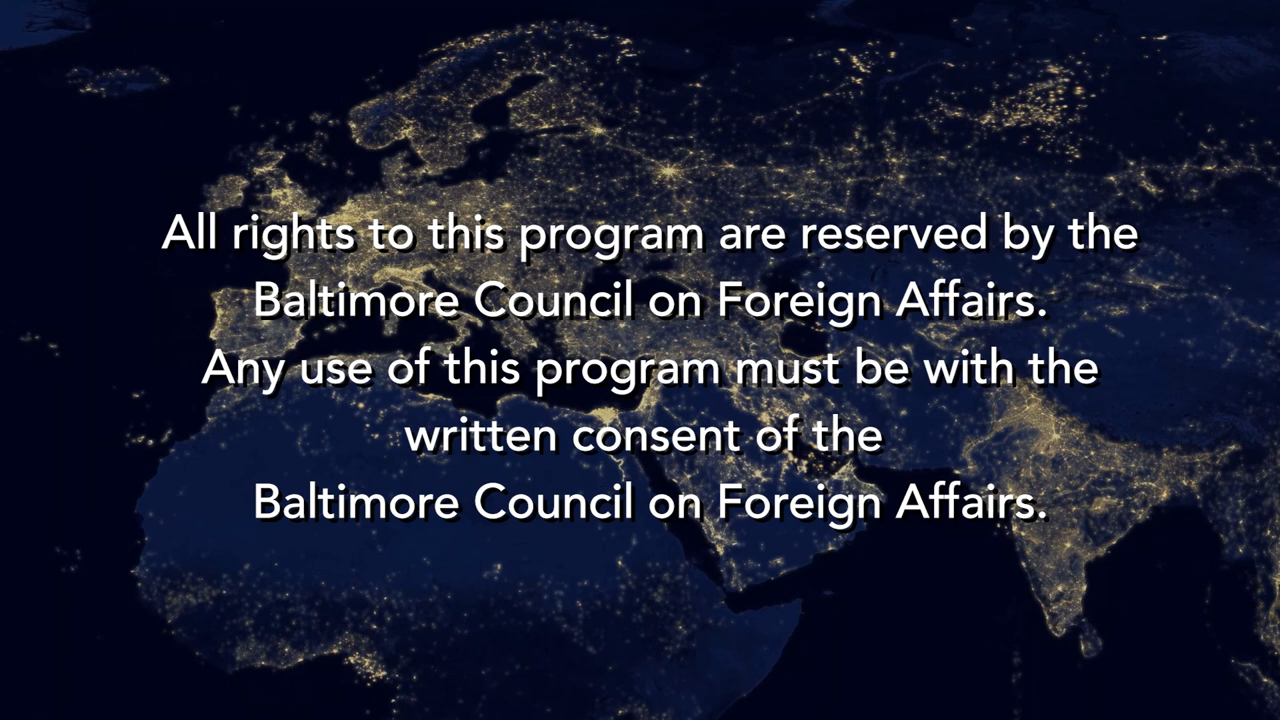 All rights to this program are reserved by the
Baltimore Council on Foreign Affairs.
Any use of this program must be with the
written consent of the
Baltimore Council on Foreign Affairs.